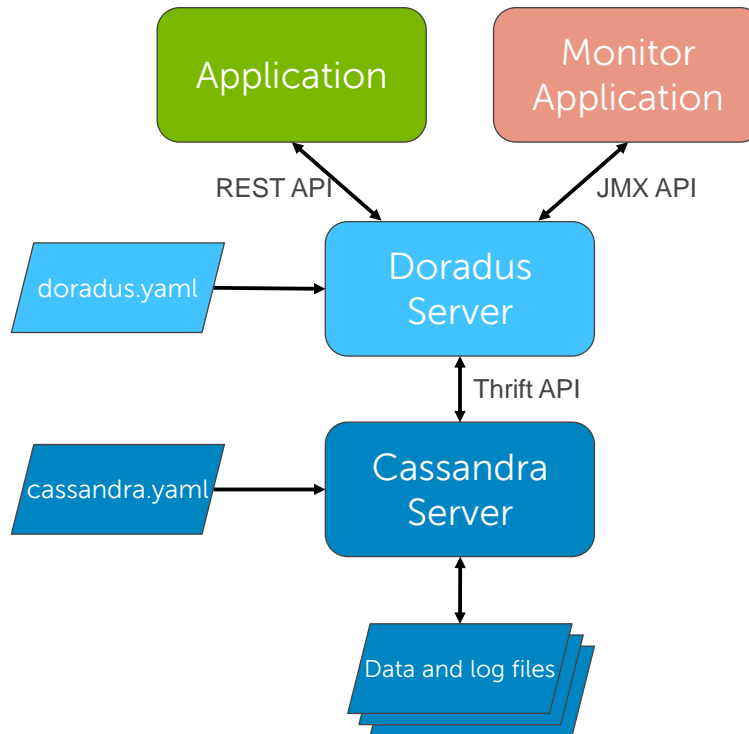 Application
Monitor
Application
REST API
JMX API
doradus.yaml
Doradus
Server
Thrift API
cassandra.yaml
Cassandra
Server
Data and log files